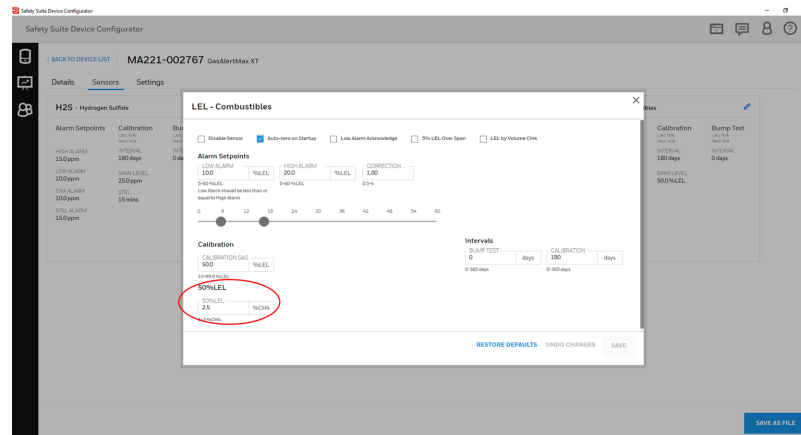 Safety Suite Device Configurator
Safety Suite Device Configurator
< BACK TO DEVICE LIST MA221-002767 GasAlertMax XT
Details Sensors Settings
H2S - Hydrogen Sulfide
Alarm Setpoints Calibration
Last: N/A
Next: N/A
HIGH ALARM INTERVAL
15.0 ppm 180 days
LOW ALARM SPAN LEVEL
10.0 ppm 25.0 ppm
TWA ALARM STEL
10.0 ppm 15 mins
STEL ALARM
15.0 ppm
LEL - Combustibles
Disable Sensor Auto-zero on Startup Low Alarm Acknowledge 5% LEL Over Span LEL by Volume CH4
Alarm Setpoints
LOW ALARM HIGH ALARM CORRECTION...
10.0 %LEL 20.0 %LEL 1.00
5-60 %LEL 5-60 %LEL 0.5-4
Low Alarm should be less than or
equal to High Alarm
0 6 12 18 24 30 36 42 48 54 60
Calibration
CALIBRATION GAS
50.0 %LEL
10-99.9 %LEL
50%LEL
50%LEL
2.5 %CH4
Intervals
BUMP TEST CALIBRATION
0 days 180 days
0-365 days 0-365 days
RESTORE DEFAULTS UNDO CHANGES SAVE
Calibration Bump Test
Last: N/A Last: N/A
Next: N/A Next: N/A
INTERVAL INTERVAL
180 days 0 days
SPAN LEVEL
50.0 %LEL
SAVE AS FILE